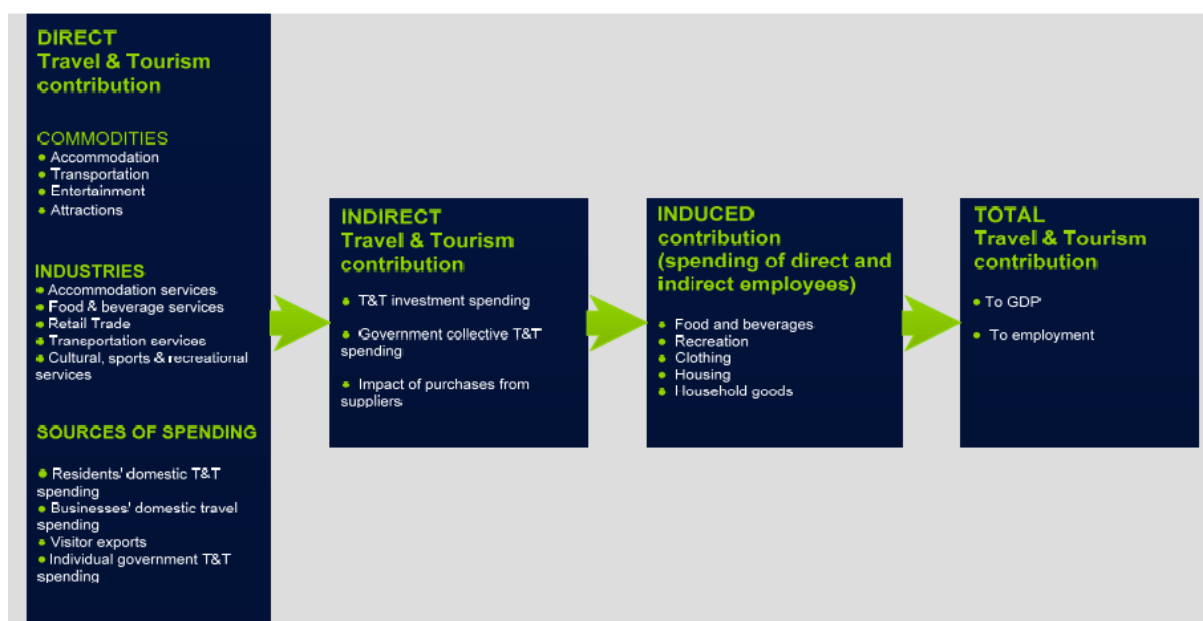 DIRECT
Travel & Tourism
contribution
COMMODITIES
• Accommodation
• Transportation
• Entertainment
• Attractions
INDUSTRIES
• Accommodation services
• Food & beverage services
• Retail Trade
• Transportation services
• Cultural, sports & recreational
services
SOURCES OF SPENDING
• Residents' domestic T&T
spending
• Businesses' domestic travel
spending
• Visitor exports
• Individual government T&T
spending
INDIRECT
Travel & Tourism
contribution
• T&T investment spending
• Government collective T&T
spending
• Impact of purchases from
suppliers
INDUCED
contribution
(spending of direct and
indirect employees)
• Food and beverages
• Recreation
• Clothing
• Housing
• Household goods
TOTAL
Travel & Tourism
contribution
• To GDP
• To employment